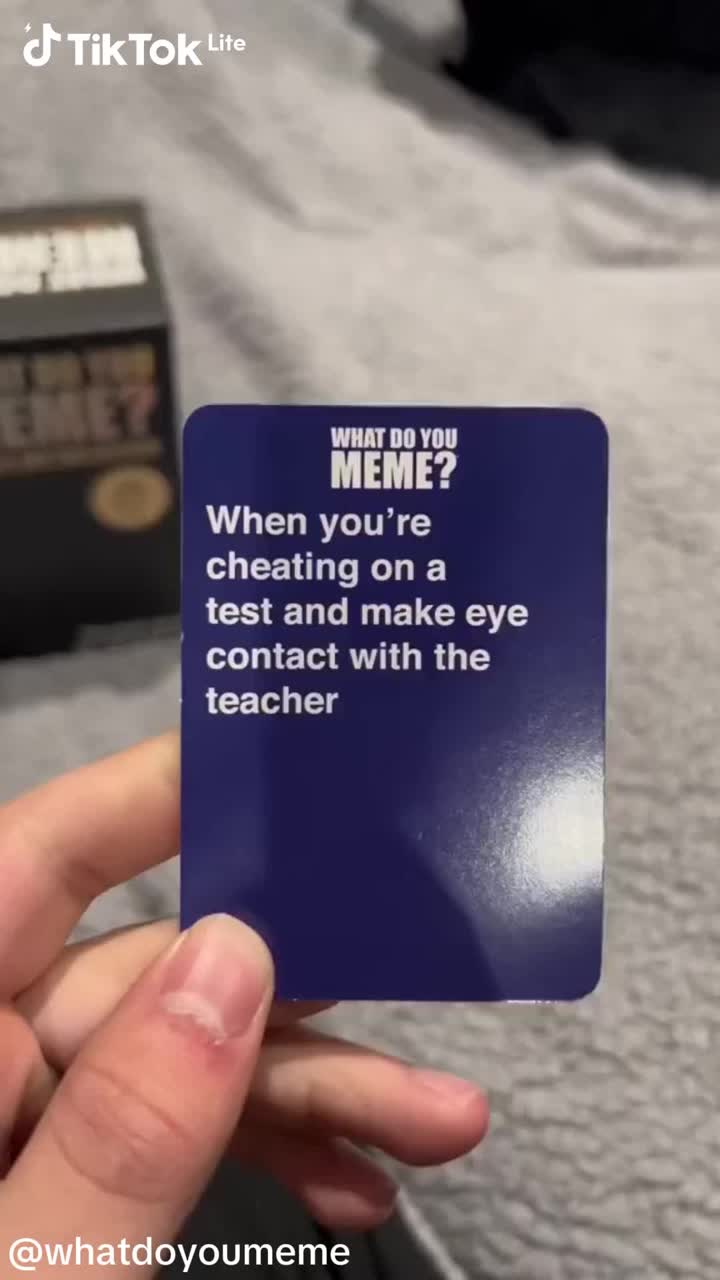 TikTok Lite
WHAT DO YOU
MEME?
When you're
cheating on a
test and make eye
contact with the
teacher
MEME?
@whatdoyoumeme